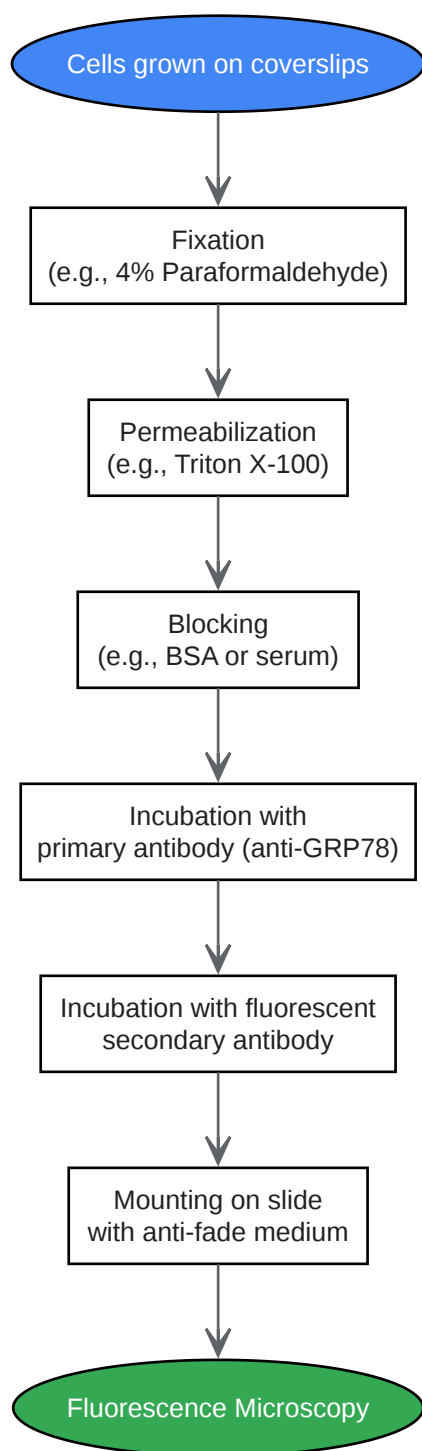 Cells grown on coverslips
Fixation
(e.g., 4% Paraformaldehyde)
Permeabilization
(e.g., Triton X-100)
Blocking
(e.g., BSA or serum)
Incubation with
primary antibody (anti-GRP78)
Incubation with fluorescent
secondary antibody
Mounting on slide
with anti-fade medium
Fluorescence Microscopy